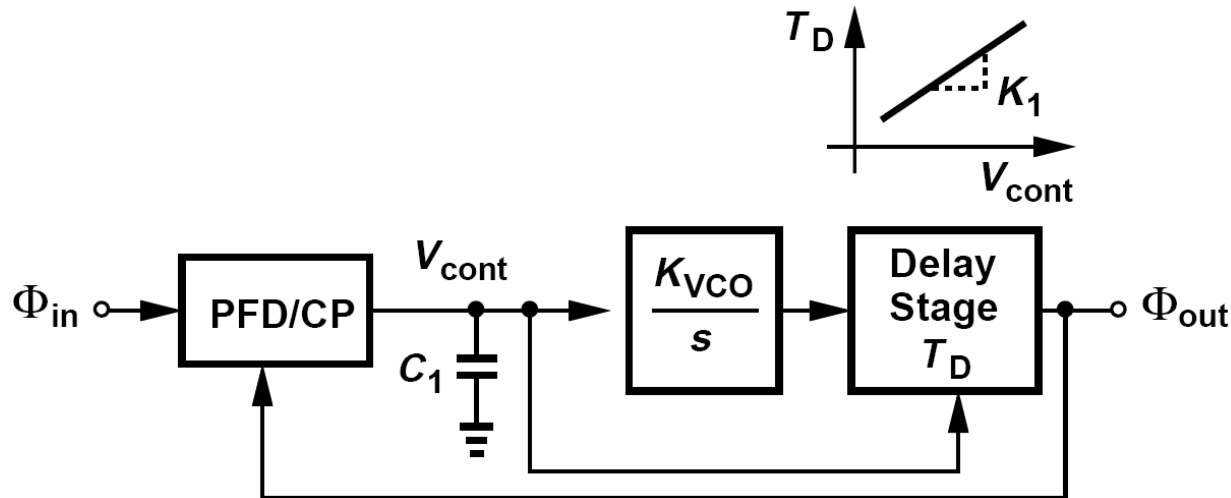 T_D
K_1
V_cont
V_cont
K_VCO
s
Delay
Stage
T_D
Φ_in
PFD/CP
Φ_out
C_1